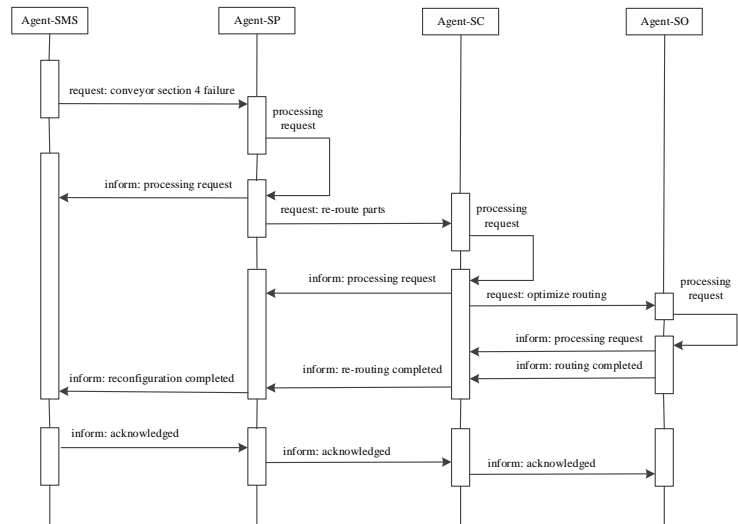 Agent-SMS
Agent-SP
Agent-SC
Agent-SO
request: conveyor section 4 failure
processing
request
inform: processing request
request: re-route parts
processing
request
inform: processing request
request: optimize routing
processing
request
inform: processing request
inform: re-routing completed
inform: routing completed
inform: reconfiguration completed
inform: acknowledged
inform: acknowledged
inform: acknowledged